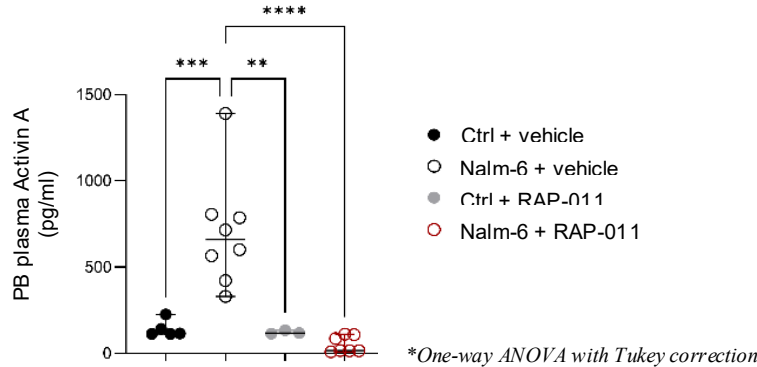 ****
*** **
1500
1000
500
0
PB plasma Activin A
(pg/ml)
Ctrl + vehicle
Nalm-6 + vehicle
Ctrl + RAP-011
Nalm-6 + RAP-011
*One-way ANOVA with Tukey correction